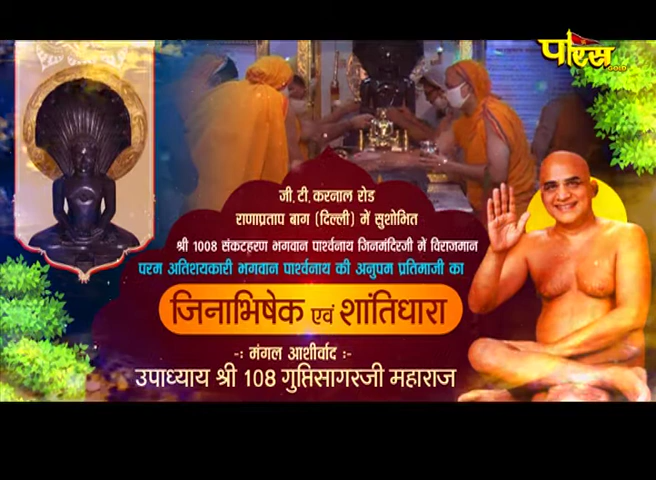 पारस
GOLD
जी. टी. करनाल रोड
राणाप्रताप बाग (दिल्ली) में सुशोभित
श्री 1008 संकटहरण भगवान पार्श्वनाथ जिनमंदिरजी में विराजमान
परम अतिशयकारी भगवान पार्श्वनाथ की अनुपम प्रतिमाजी का
जिनाभिषेक एवं शांतिधारा
-: मंगल आशीर्वाद :-
उपाध्याय श्री 108 गुप्तिसागरजी महाराज